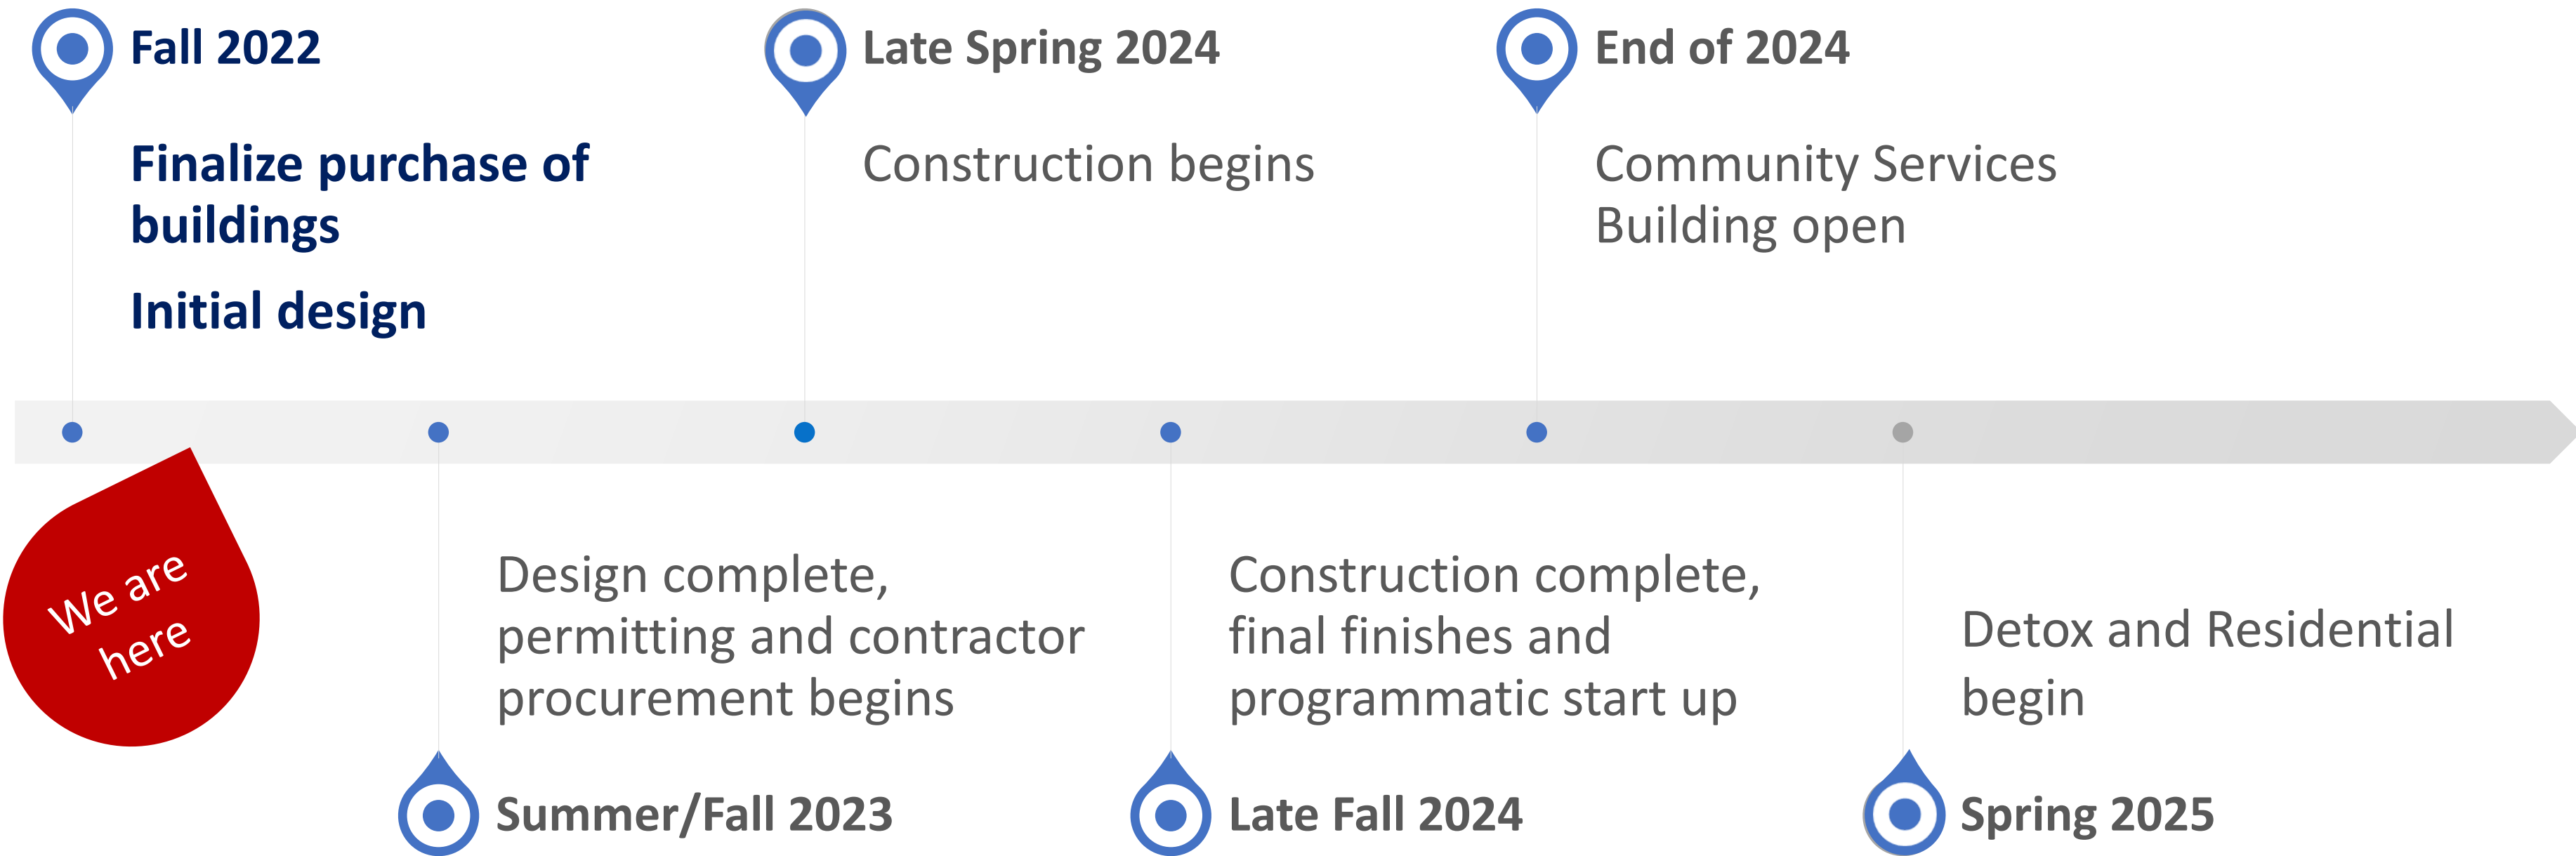 Fall 2022
Finalize purchase of
buildings
Initial design
Late Spring 2024
Construction begins
End of 2024
Community Services
Building open
We are
here
Design complete,
permitting and contractor
procurement begins
Summer/Fall 2023
Construction complete,
final finishes and
programmatic start up
Late Fall 2024
Detox and Residential
begin
Spring 2025